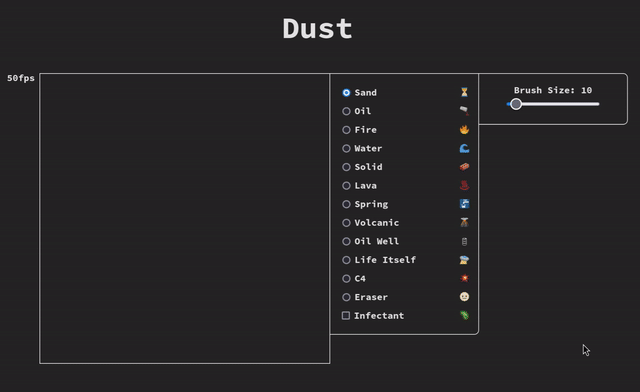 Dust
50fps
Sand
Oil
Fire
Water
Solid
Lava
Spring
Volcanic
Oil Well
Life Itself
C4
Eraser
Infectant
Brush Size: 10